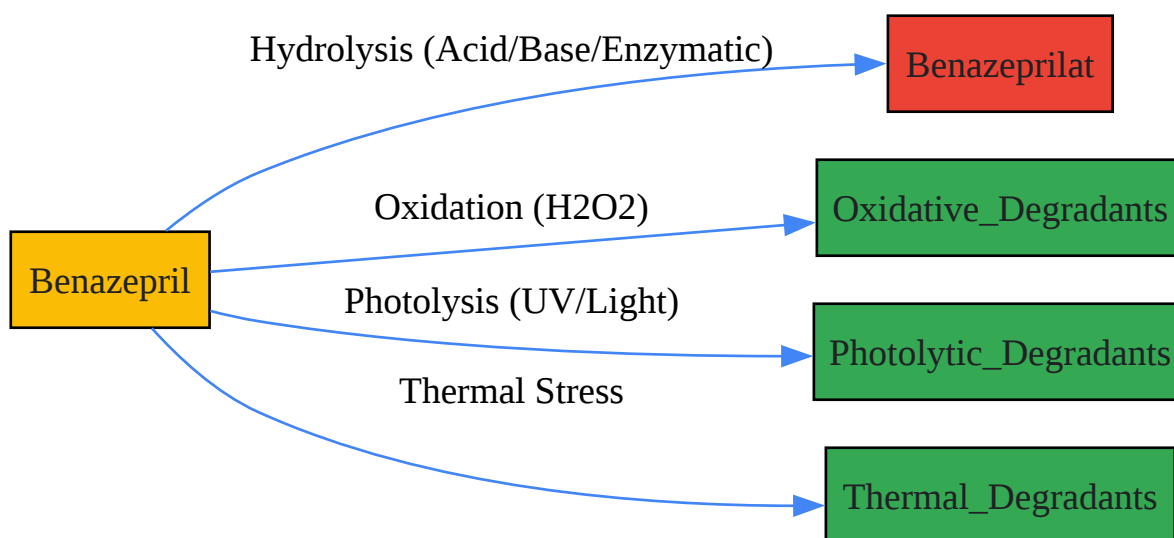 Hydrolysis (Acid/Base/Enzymatic)
Benazeprilat
Oxidation (H2O2)
Oxidative_Degradants
Benazepril
Photolysis (UV/Light)
Photolytic_Degradants
Thermal Stress
Thermal_Degradants